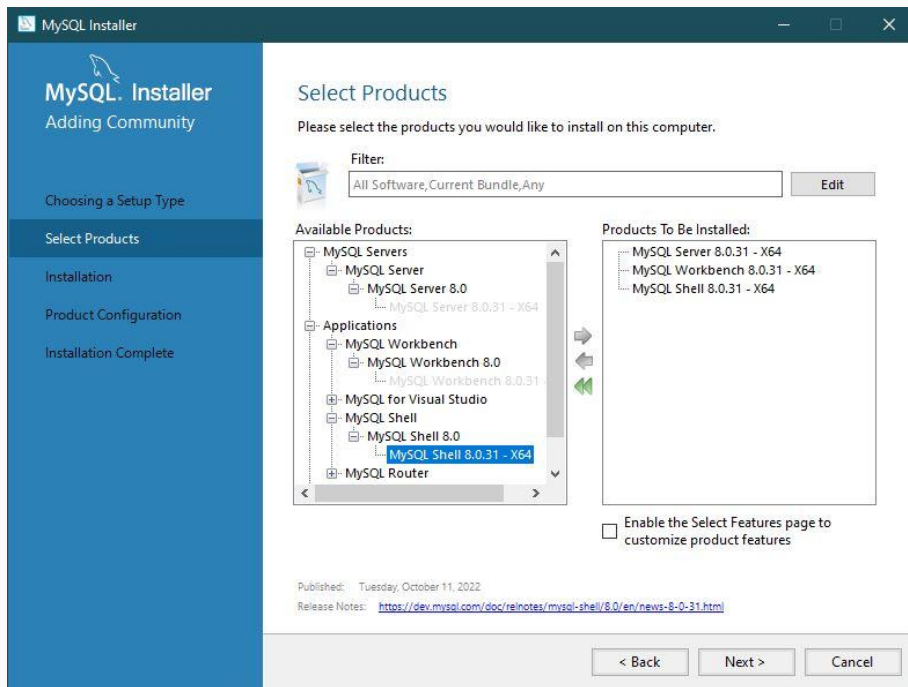 MySQL Installer
MySQL. Installer
Adding Community
Choosing a Setup Type
Select Products
Installation
Product Configuration
Installation Complete
Select Products
Please select the products you would like to install on this computer.
Filter:
All Software,Current Bundle,Any
Edit
Available Products:
MySQL Servers
MySQL Server
MySQL Server 8.0
MySQL Server 8.0.31 - X64
Applications
MySQL Workbench
MySQL Workbench 8.0
MySQL Workbench 8.0.31 -
MySQL for Visual Studio
MySQL Shell
MySQL Shell 8.0
MySQL Shell 8.0.31 - X64
MySQL Router
Products To Be Installed:
MySQL Server 8.0.31 - X64
MySQL Workbench 8.0.31 - X64
MySQL Shell 8.0.31 - X64
Enable the Select Features page to
customize product features
Published: Tuesday, October 11, 2022
Release Notes: https://dev.mysql.com/doc/relnotes/mysql-shell/8.0/en/news-8-0-31.html
< Back Next > Cancel